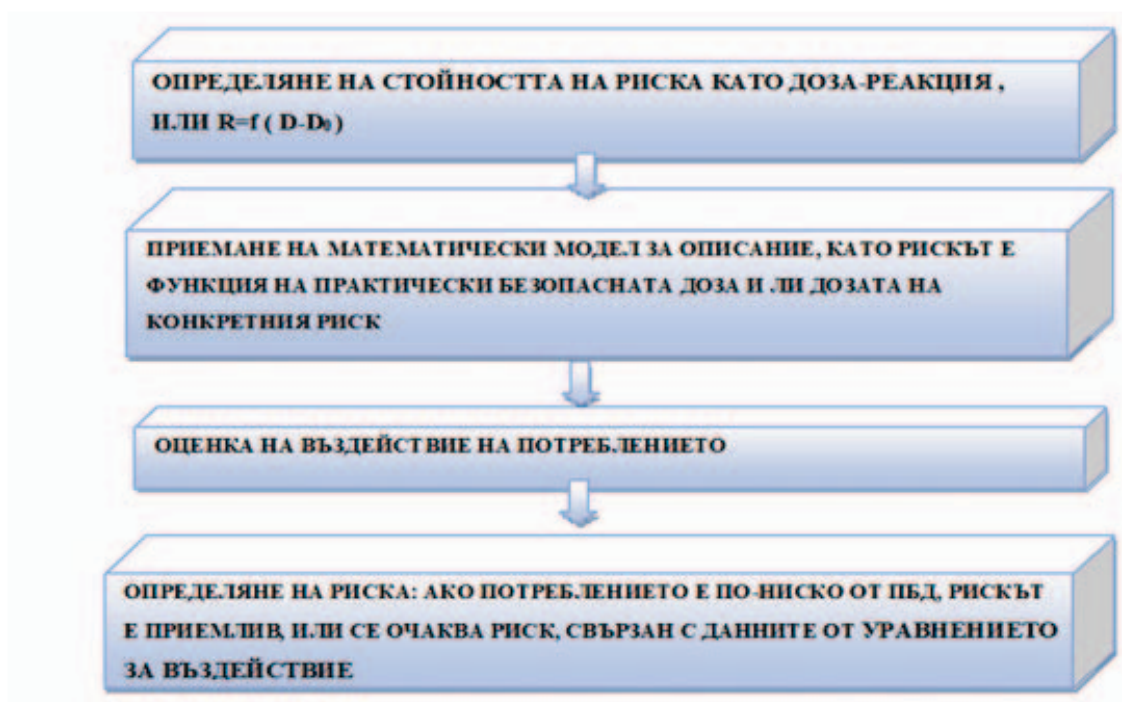 ОПРЕДЕЛЯНЕ НА СТОЙНОСТТА НА РИСКА КАТО ДОЗА-РЕАКЦИЯ ,
ИЛИ R=f ( D-D₀ )
ПРИЕМАНЕ НА МАТЕМАТИЧЕСКИ МОДЕЛ ЗА ОПИСАНИЕ, КАТО РИСКЪТ Е
ФУНКЦИЯ НА ПРАКТИЧЕСКИ БЕЗОПАСНАТА ДОЗА И ЛИ ДОЗАТА НА
КОНКРЕТНИЯ РИСК
ОЦЕНКА НА ВЪЗДЕЙСТВИЕ НА ПОТРЕБЛЕНИЕТО
ОПРЕДЕЛЯНЕ НА РИСКА: АКО ПОТРЕБЛЕНИЕТО Е ПО-НИСКО ОТ ПБД, РИСКЪТ
Е ПРИЕМЛИВ, ИЛИ СЕ ОЧАКВА РИСК, СВЪРЗАН С ДАННИТЕ ОТ УРАВНЕНИЕТО
ЗА ВЪЗДЕЙСТВИЕ